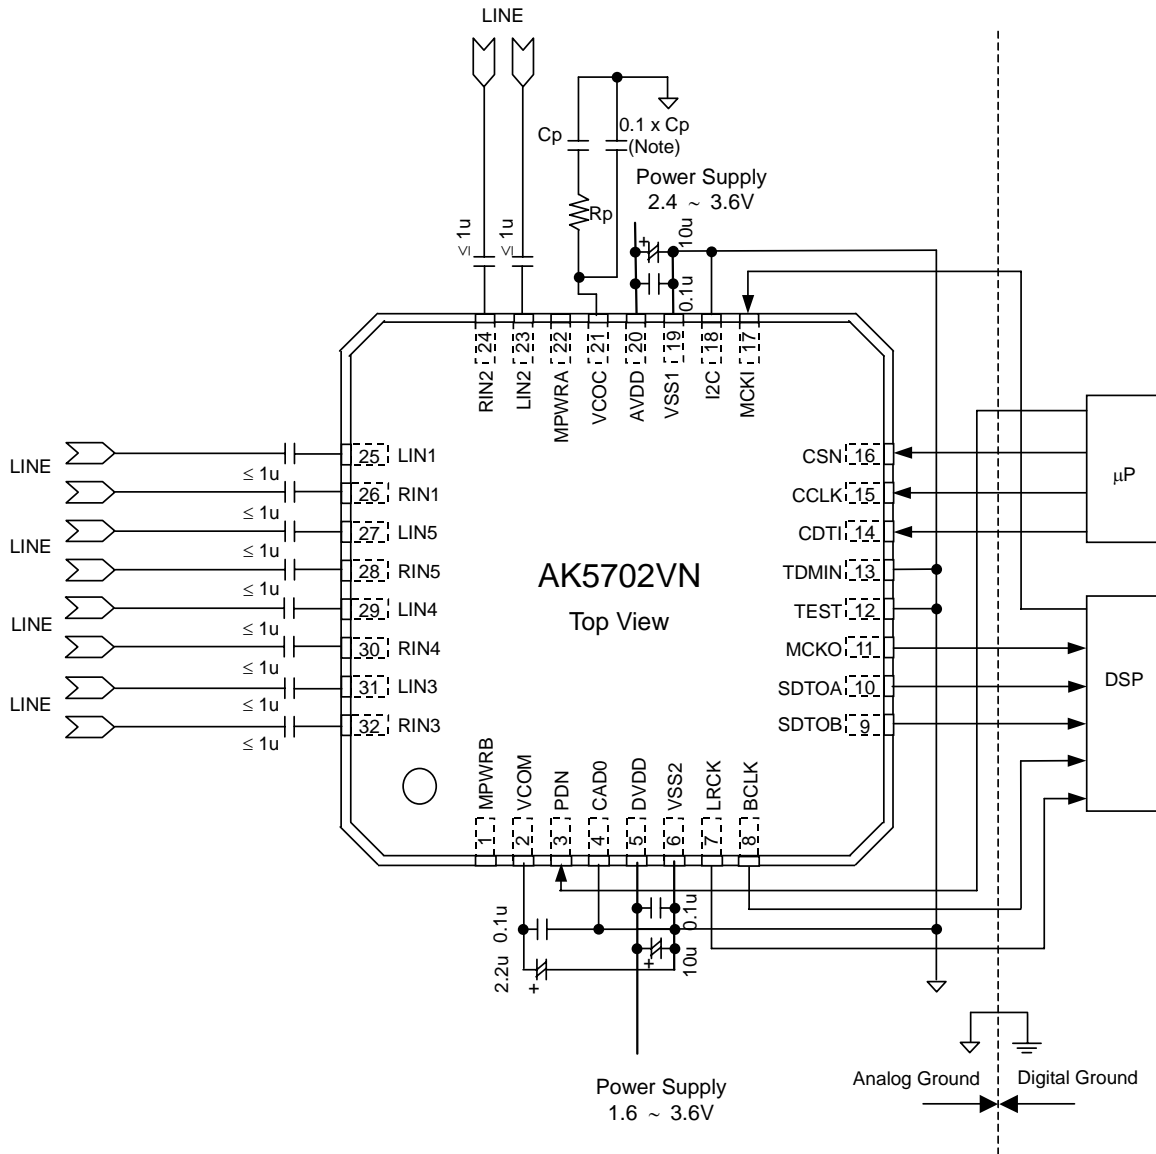 LINE
Cp
0.1 x Cp
(Note)
Rp
Power Supply
2.4 ~ 3.6V
≤ 1u
≤ 1u
10u
0.1u
24 RIN2
23 LIN2
22 MPWRA
21 VCOC
20 AVDD
19 VSS1
18 I2C
17 MCKI
LINE
≤ 1u
25 LIN1
≤ 1u
26 RIN1
LINE
≤ 1u
27 LIN5
≤ 1u
28 RIN5
LINE
≤ 1u
29 LIN4
≤ 1u
30 RIN4
LINE
≤ 1u
31 LIN3
≤ 1u
32 RIN3
AK5702VN
Top View
CSN 16
CCLK 15
CDTI 14
TDMIN 13
TEST 12
MCKO 11
SDTOA 10
SDTOB 9
μP
DSP
1 MPWRB
2 VCOM
3 PDN
4 CAD0
5 DVDD
6 VSS2
7 LRCK
8 BCLK
0.1u
2.2u
0.1u
10u
+
+
+
Power Supply
1.6 ~ 3.6V
Analog Ground
Digital Ground